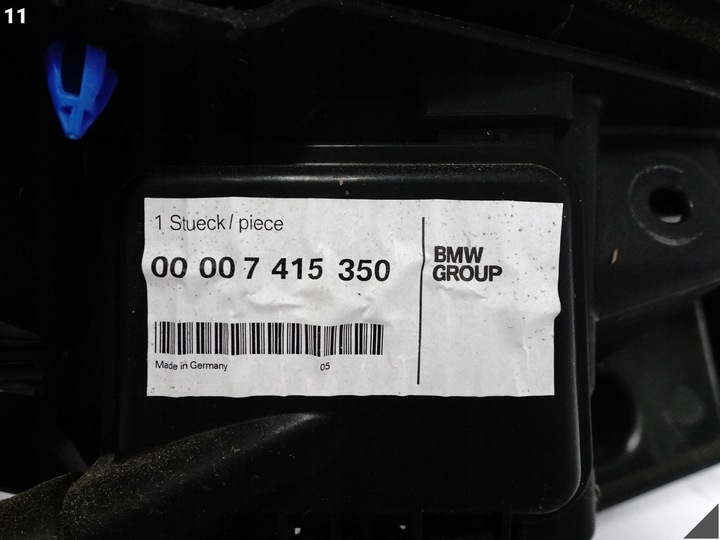 11
1 Stueck / piece
00 00 7 415 350
BMW
GROUP
Made in Germany
05